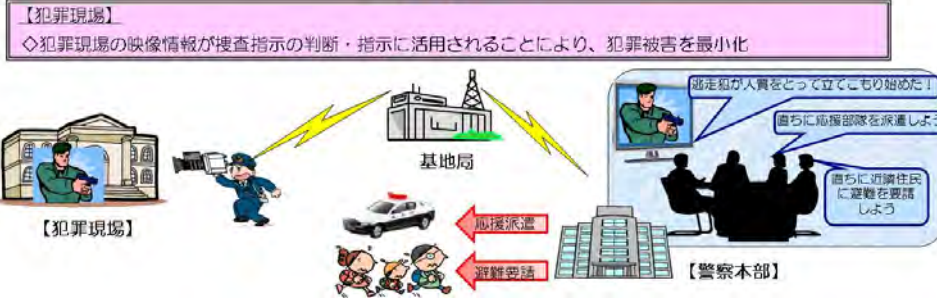 【犯罪現場】
◇犯罪現場の映像情報が捜査指示の判断・指示に活用されることにより、犯罪被害を最小化
逃走犯が人質をとって立てこもり始めた！
直ちに応援部隊を派遣しよう
基地局
直ちに近隣住民
に避難を要請
しよう
【犯罪現場】
応援派遣
避難要請
【警察本部】